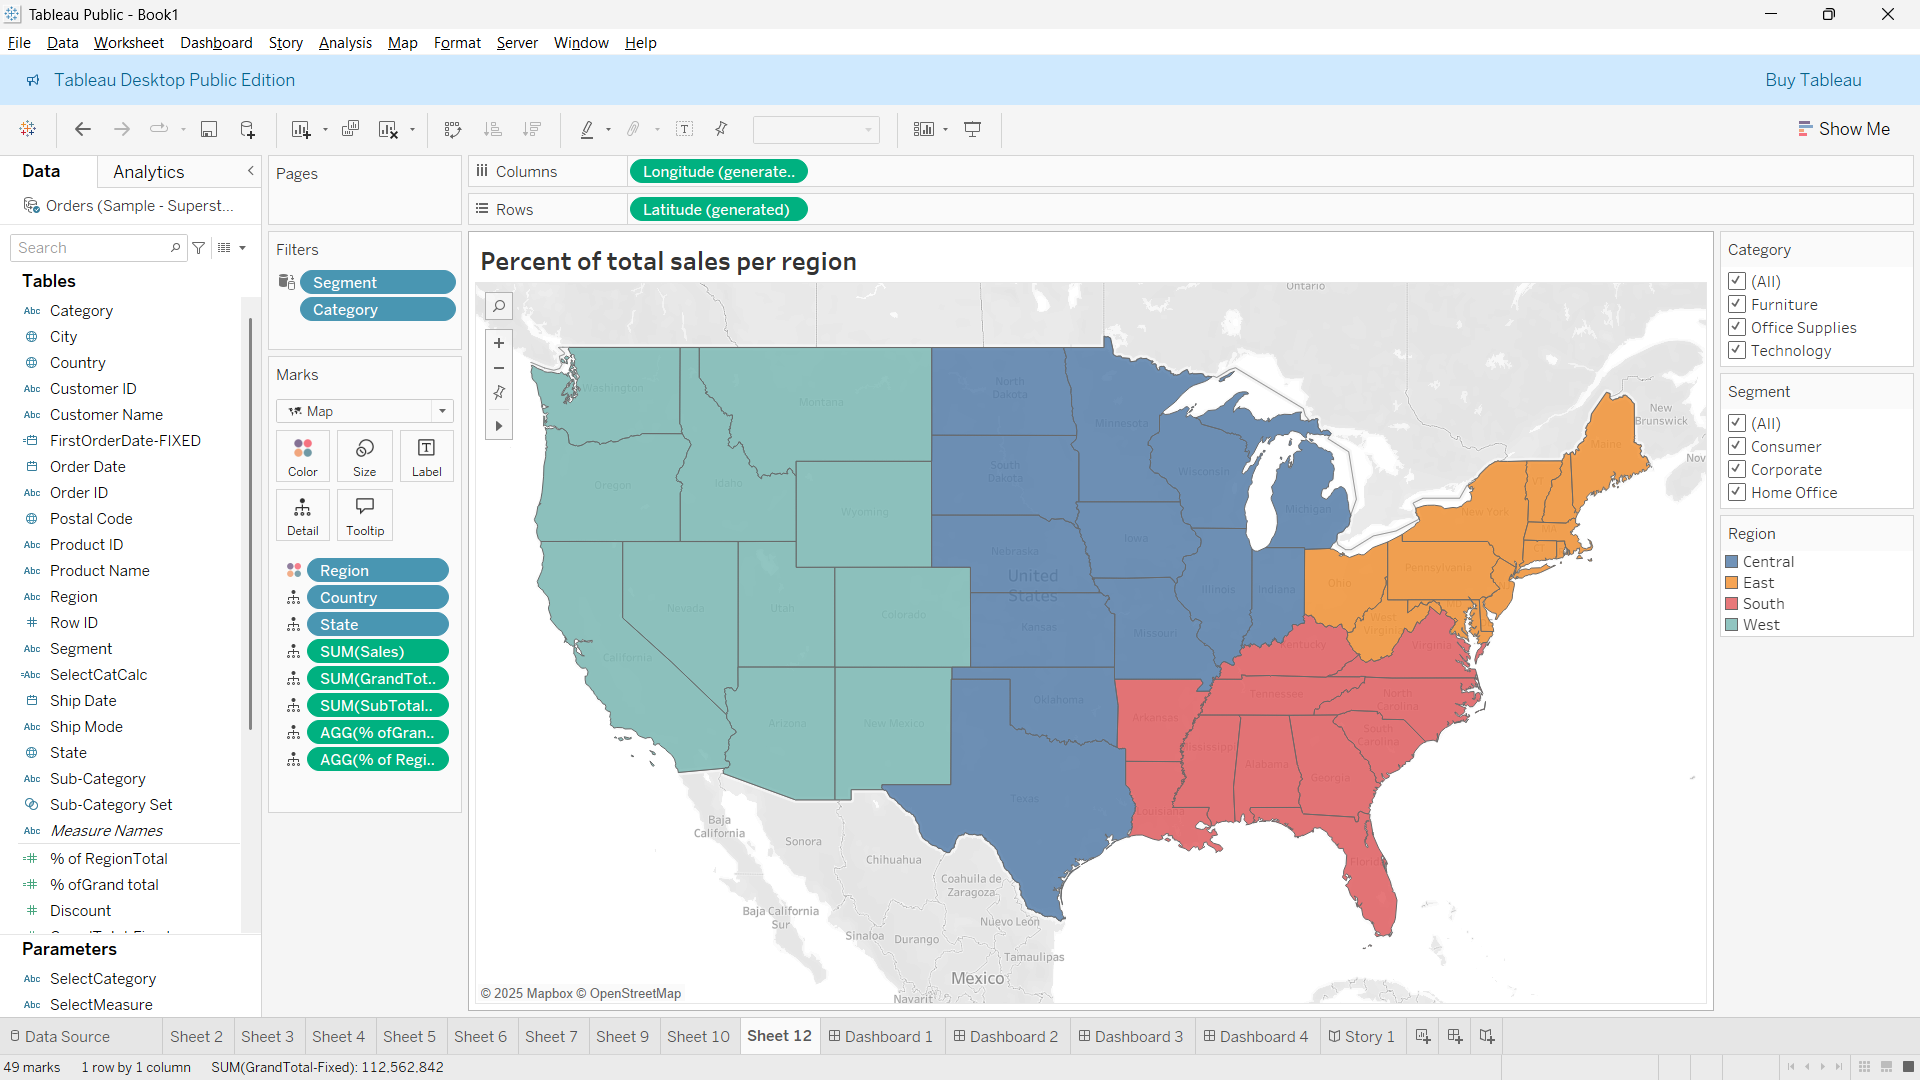 Tableau Public - Book1
File Data Worksheet Dashboard Story Analysis Map Format Server Window Help
Tableau Desktop Public Edition
Buy Tableau
Show Me
Data
Analytics
Orders (Sample - Superst...
Search
Tables
Abc Category
City
Country
Abc Customer ID
Abc Customer Name
FirstOrderDate-FIXED
Order Date
Abc Order ID
Postal Code
Abc Product ID
Abc Product Name
Abc Region
# Row ID
Abc Segment
=Abc SelectCatCalc
Ship Date
Abc Ship Mode
State
Abc Sub-Category
Sub-Category Set
Abc Measure Names
=# % of RegionTotal
=# % ofGrand total
# Discount
Parameters
Abc SelectCategory
Abc SelectMeasure
Pages
Filters
Segment
Category
Marks
Map
Color
Size
Label
Detail
Tooltip
Region
Country
State
SUM(Sales)
SUM(GrandTot..
SUM(SubTotal..
AGG(% ofGran..
AGG(% of Regi..
Columns
Longitude (generate..
Rows
Latitude (generated)
Percent of total sales per region
Ontario
Washington
Montana
North
Dakota
Minnesota
New
Brunswick
Maine
Nov
Oregon
Idaho
South
Dakota
Wisconsin
Wyoming
Michigan
New York
Iowa
Nebraska
United
States
Nevada
Utah
Colorado
Kansas
Missouri
Illinois
Indiana
Ohio
Pennsylvania
West
Virginia
Virginia
Kentucky
California
Arizona
New Mexico
Oklahoma
Arkansas
Tennessee
North
Carolina
South
Carolina
Mississippi
Alabama
Georgia
Texas
Louisiana
Florida
Baja
California
Sonora
Chihuahua
Coahuila de
Zaragoza
Baja California
Sur
Nuevo León
Sinaloa
Durango
Tamaulipas
Mexico
Nayarit
© 2025 Mapbox © OpenStreetMap
Category
(All)
Furniture
Office Supplies
Technology
Segment
(All)
Consumer
Corporate
Home Office
Region
Central
East
South
West
Data Source
Sheet 2
Sheet 3
Sheet 4
Sheet 5
Sheet 6
Sheet 7
Sheet 9
Sheet 10
Sheet 12
Dashboard 1
Dashboard 2
Dashboard 3
Dashboard 4
Story 1
49 marks
1 row by 1 column
SUM(GrandTotal-Fixed): 112,562,842